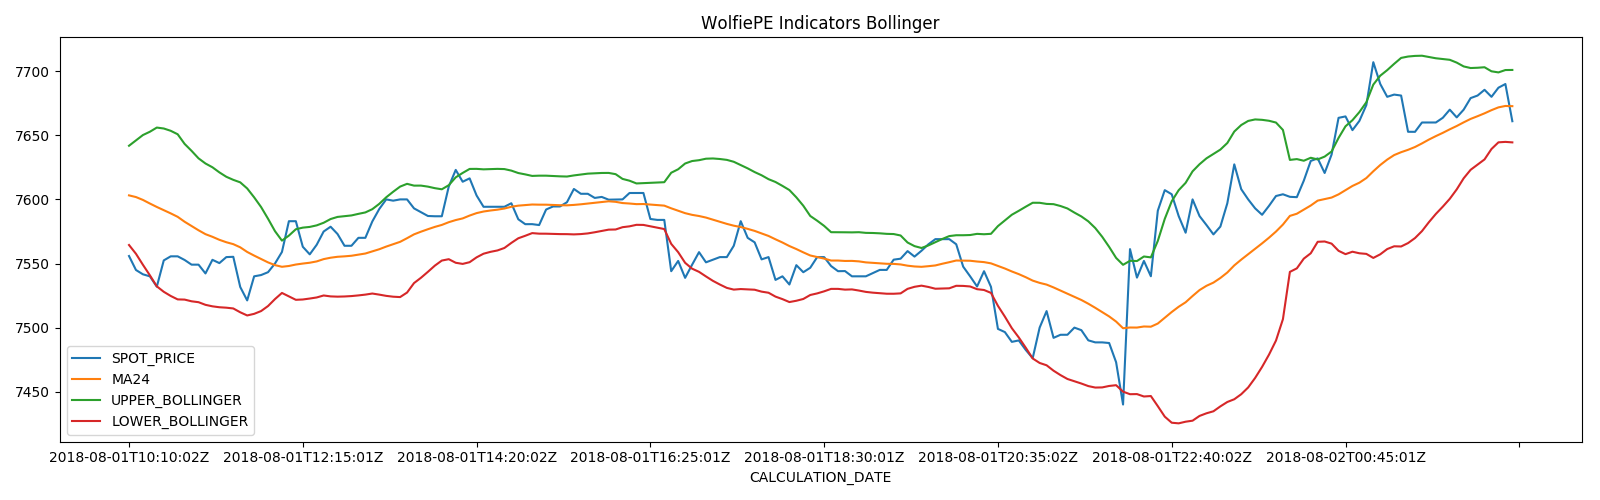 WolfiePE Indicators Bollinger
7700
7650
7600
7550
7500
7450
SPOT_PRICE
MA24
UPPER_BOLLINGER
LOWER_BOLLINGER
2018-08-01T10:10:02Z 2018-08-01T12:15:01Z 2018-08-01T14:20:02Z 2018-08-01T16:25:01Z 2018-08-01T18:30:01Z 2018-08-01T20:35:02Z 2018-08-01T22:40:02Z 2018-08-02T00:45:01Z
CALCULATION_DATE